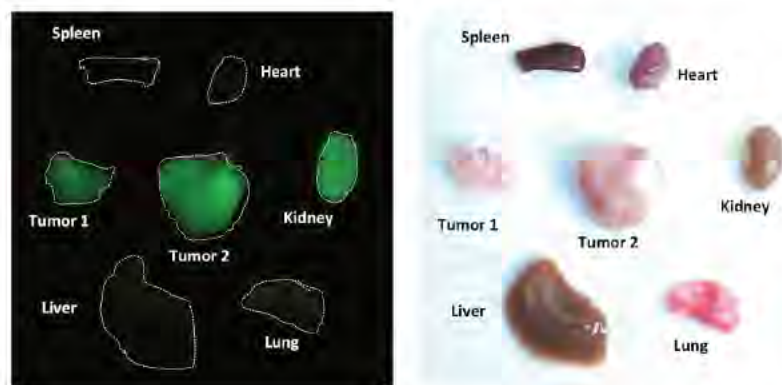 Spleen
Heart
Tumor 1
Tumor 2
Kidney
Liver
Lung
Spleen
Heart
Tumor 1
Tumor 2
Kidney
Liver
Lung